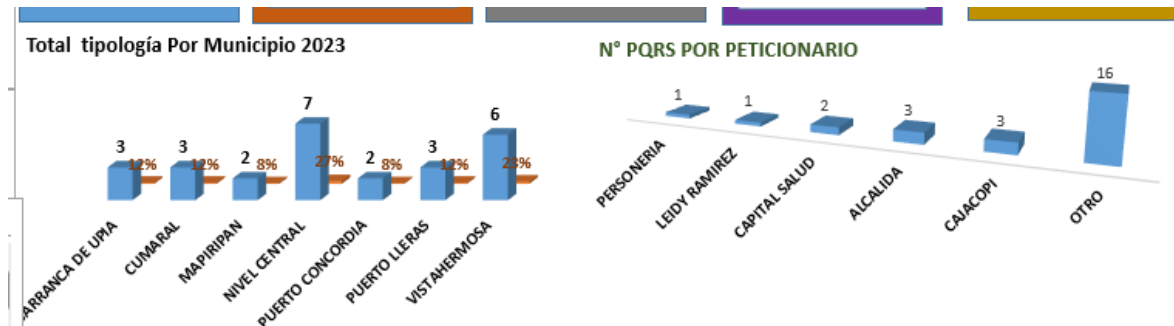 Total tipología Por Municipio 2023
3 3 2 7 2 3 6
12% 12% 8% 27% 8% 12% 23%
ARRANCA DE UPIA
CUMARAL
MAPIRIPAN
NIVEL CENTRAL
PUERTO CONCORDIA
PUERTO LLERAS
VISTAHERMOSA
N° PQRS POR PETICIONARIO
1 1 2 3 3 16
PERSONERIA
LEIDY RAMIREZ
CAPITAL SALUD
ALCALIDA
CAJACOPI
OTRO